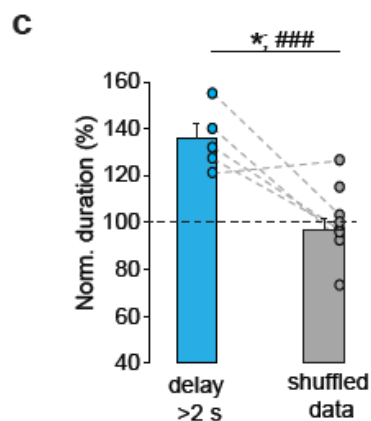 c
*; ###
160
140
120
100
80
60
40
Norm. duration (%)
delay
>2 s
shuffled
data